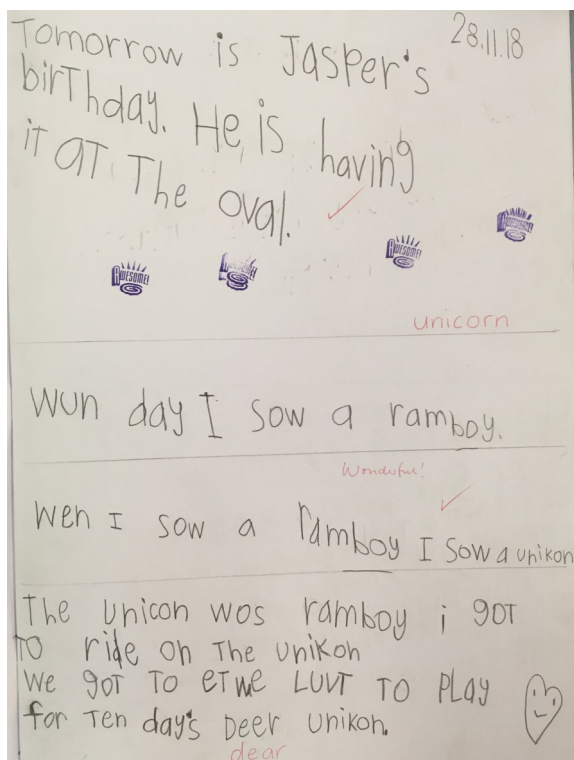 28.11.18
Tomorrow is Jasper's
birThday. He is having
iT aT The oval.
AWESOME!
AWESOME!
AWESOME!
AWESOME!
unicorn
wun day I sow a ramboy.
Wonderful!
wen I sow a ramboy I sow a unikon
The unicon wos ramboy i goT
To ride on The unikon
We goT To eTwe LUVT To PLay
for Ten day's Deer unikon.
dear